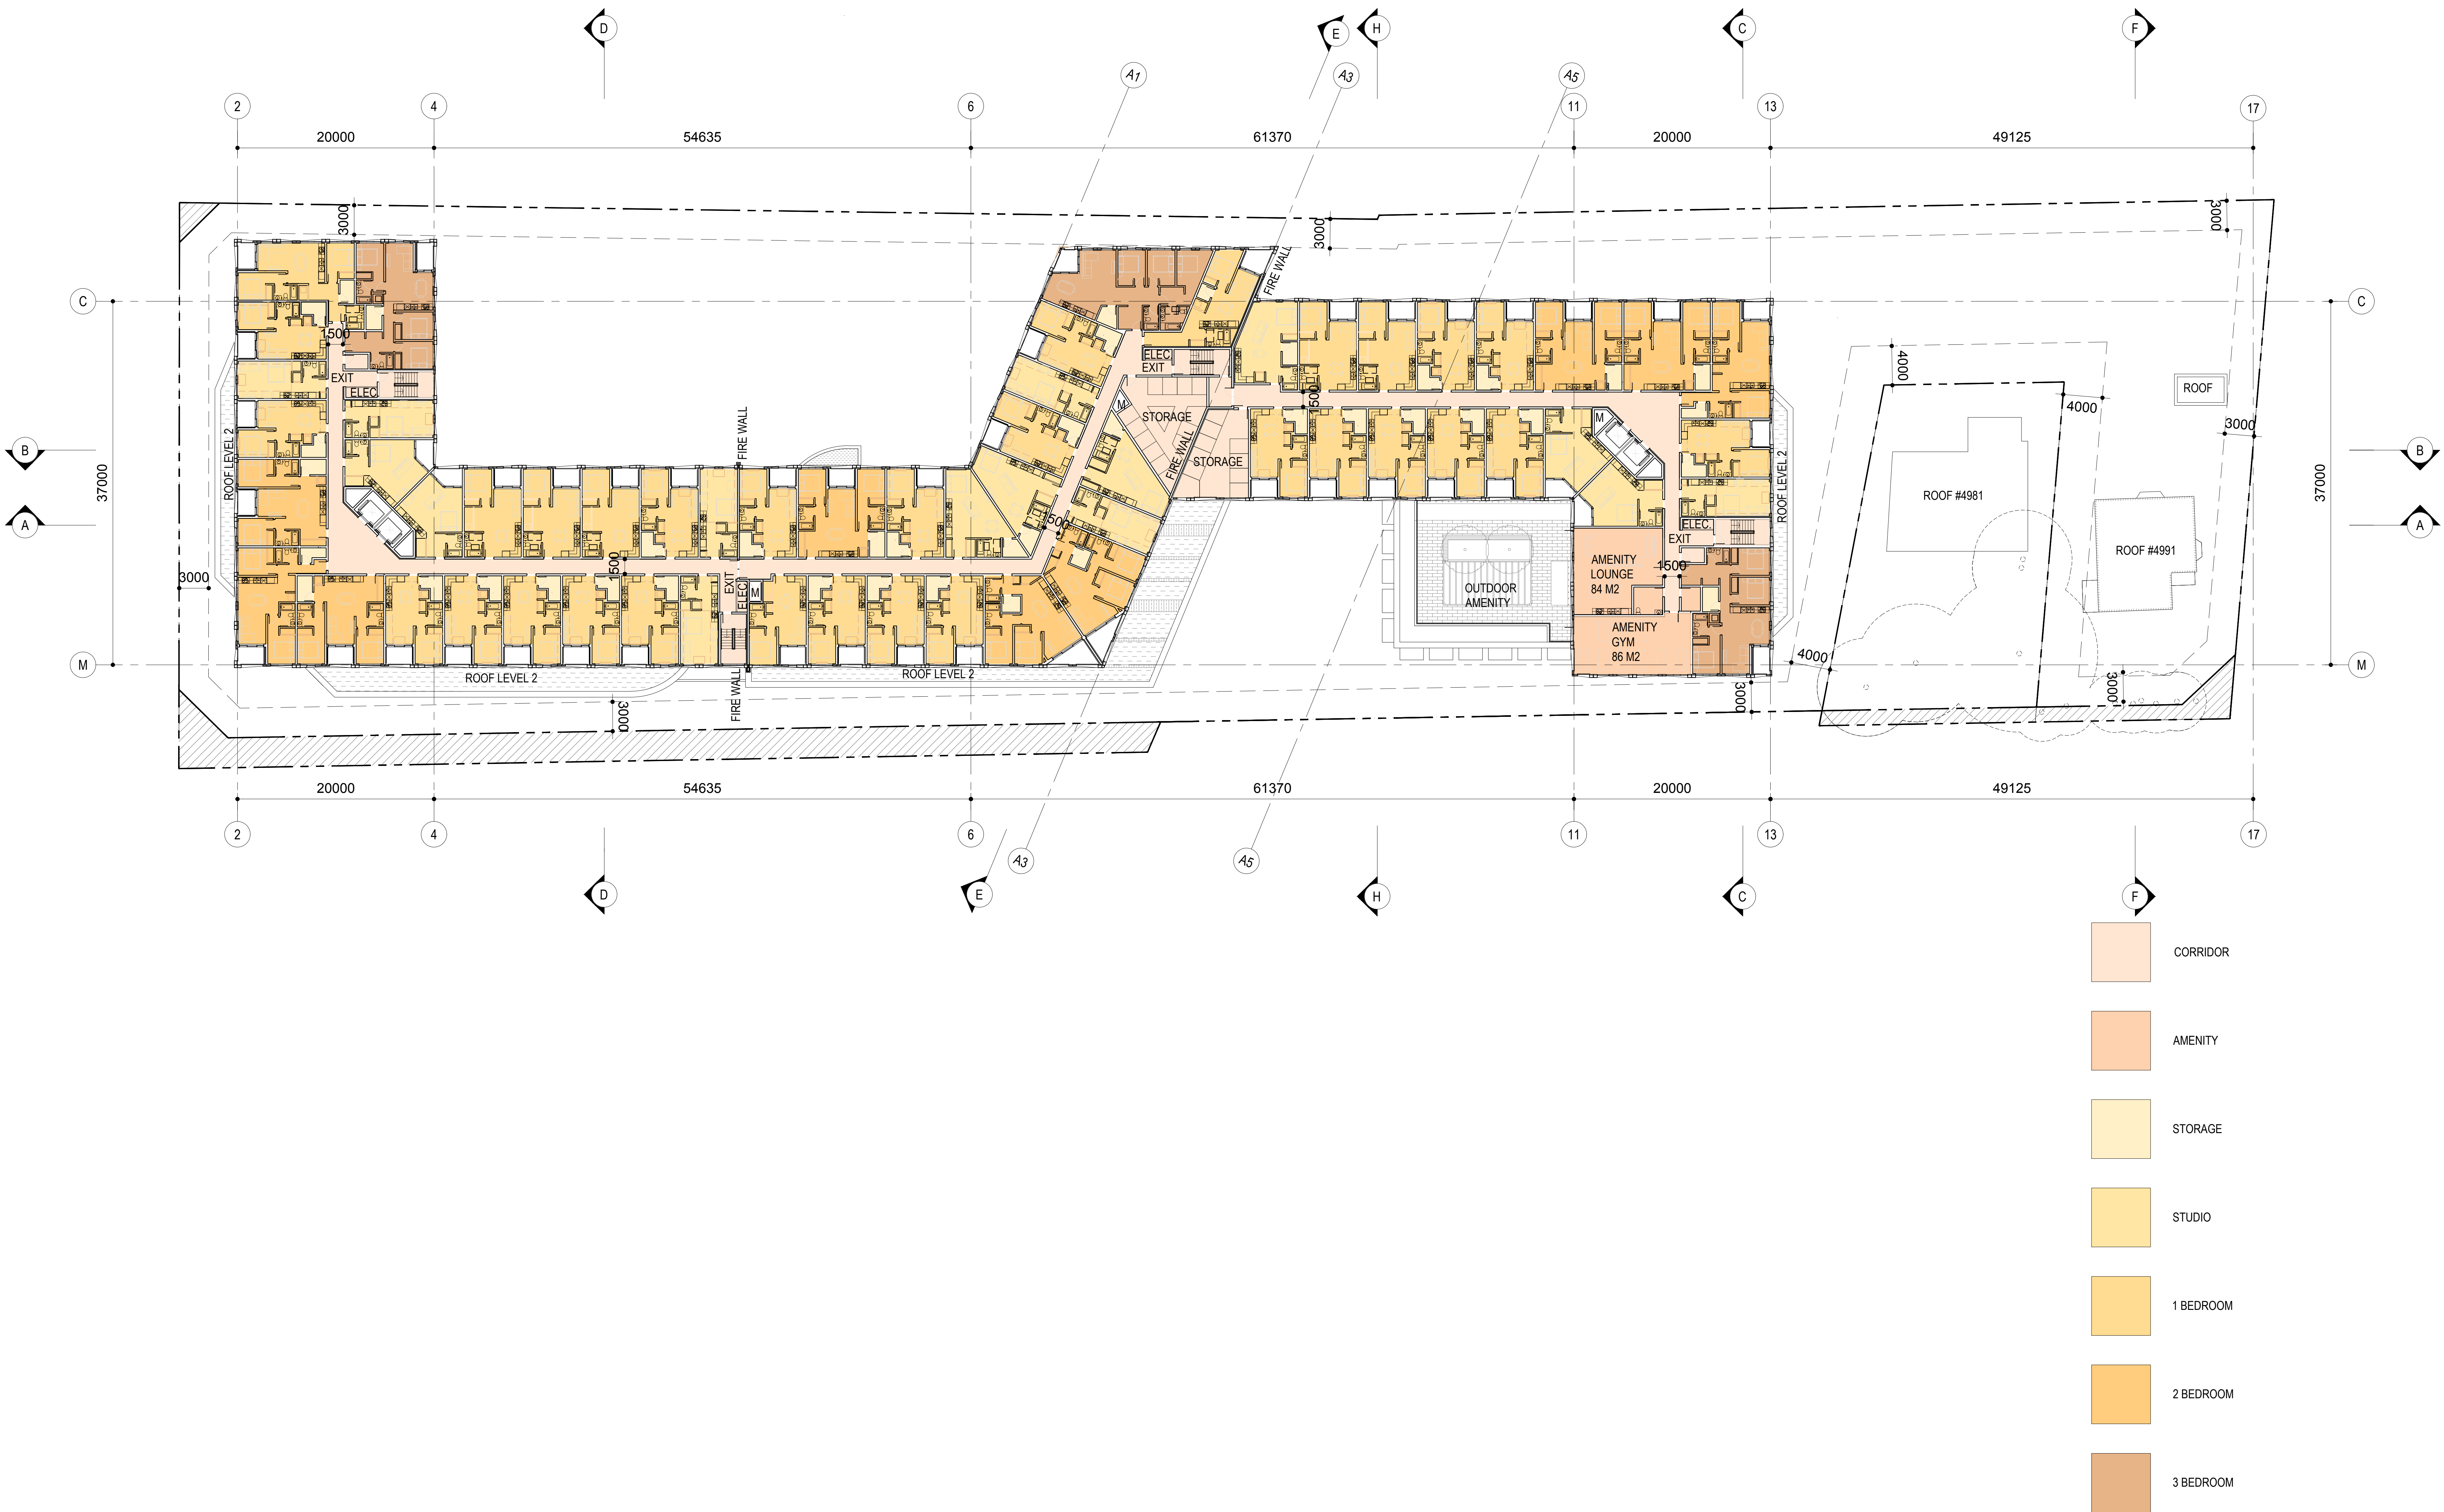 D
E
H
C
F
A1
A3
A5
2
4
6
11
13
17
20000
54635
61370
20000
49125
3000
3000
3000
FIRE WALL
C
C
1500
EXIT
ELEC.
ELEC.
EXIT
M
STORAGE
1500
M
4000
ROOF
4000
3000
FIRE WALL
B
B
ROOF LEVEL 2
37000
FIRE WALL
STORAGE
ROOF LEVEL 2
37000
ROOF #4981
A
A
1500
ELEC.
EXIT
ROOF #4991
3000
1500
EXIT
ELEC.
M
OUTDOOR
AMENITY
AMENITY
LOUNGE
84 M2
1500
AMENITY
GYM
86 M2
M
M
ROOF LEVEL 2
ROOF LEVEL 2
FIRE WALL
4000
3000
3000
3000
20000
54635
61370
20000
49125
2
4
6
11
13
17
A3
A5
D
E
H
C
F
CORRIDOR
AMENITY
STORAGE
STUDIO
1 BEDROOM
2 BEDROOM
3 BEDROOM